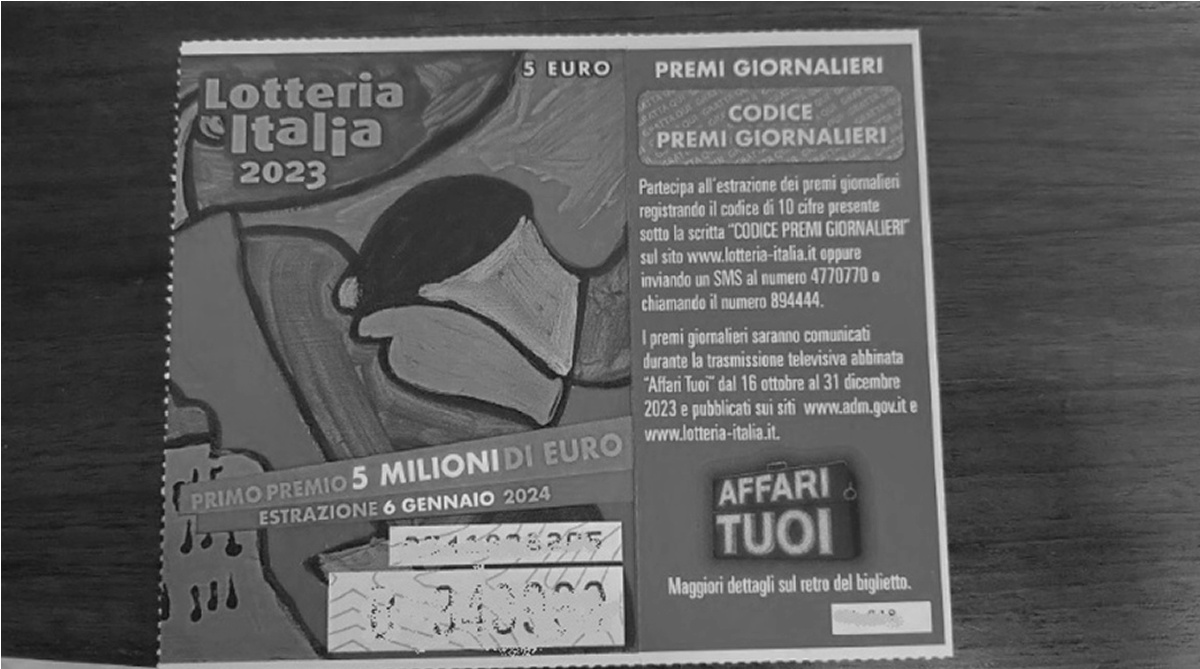 Lotteria
Italia
2023
5 EURO
PRIMO PREMIO 5 MILIONI DI EURO
ESTRAZIONE 6 GENNAIO 2024
PREMI GIORNALIERI
CODICE
PREMI GIORNALIERI
Partecipa all'estrazione dei premi giornalieri
registrando il codice di 10 cifre presente
sotto la scritta "CODICE PREMI GIORNALIERI"
sul sito www.lotteria-italia.it oppure
inviando un SMS al numero 4770770 o
chiamando il numero 894444.
I premi giornalieri saranno comunicati
durante la trasmissione televisiva abbinata
"Affari Tuoi" dal 16 ottobre al 31 dicembre
2023 e pubblicati sui siti www.adm.gov.it e
www.lotteria-italia.it.
AFFARI
TUOI
Maggiori dettagli sul retro del biglietto.